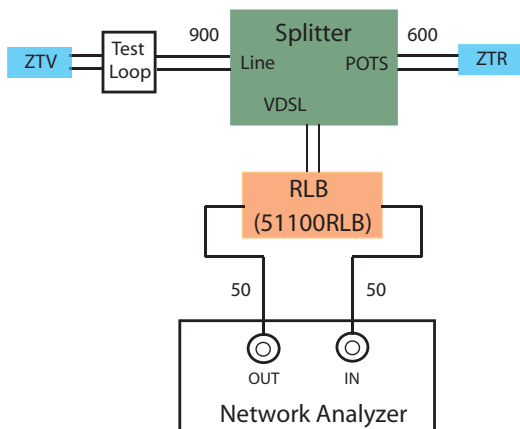 900
Splitter
600
ZTV
Test
Loop
Line
POTS
ZTR
VDSL
RLB
(51100RLB)
50
50
OUT
IN
Network Analyzer